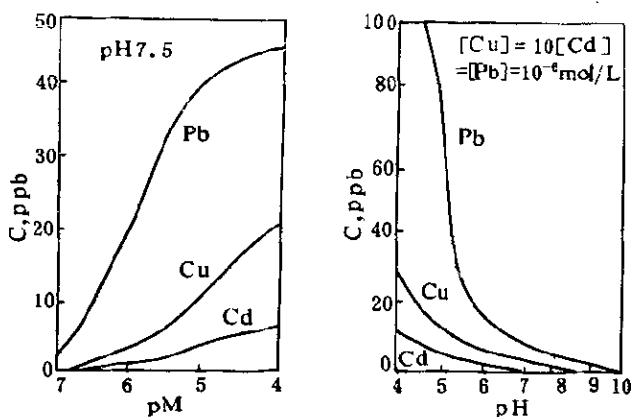 50
40
30
20
10
0
C,ppb
pH7.5
Pb
Cu
Cd
7 6 5 4
pM
100
80
60
40
20
0
C,ppb
[Cu]=10[Cd]
=[Pb}=10⁻⁶mol/L
Pb
Cu
Cd
4 5 6 7 8 9 10
pH